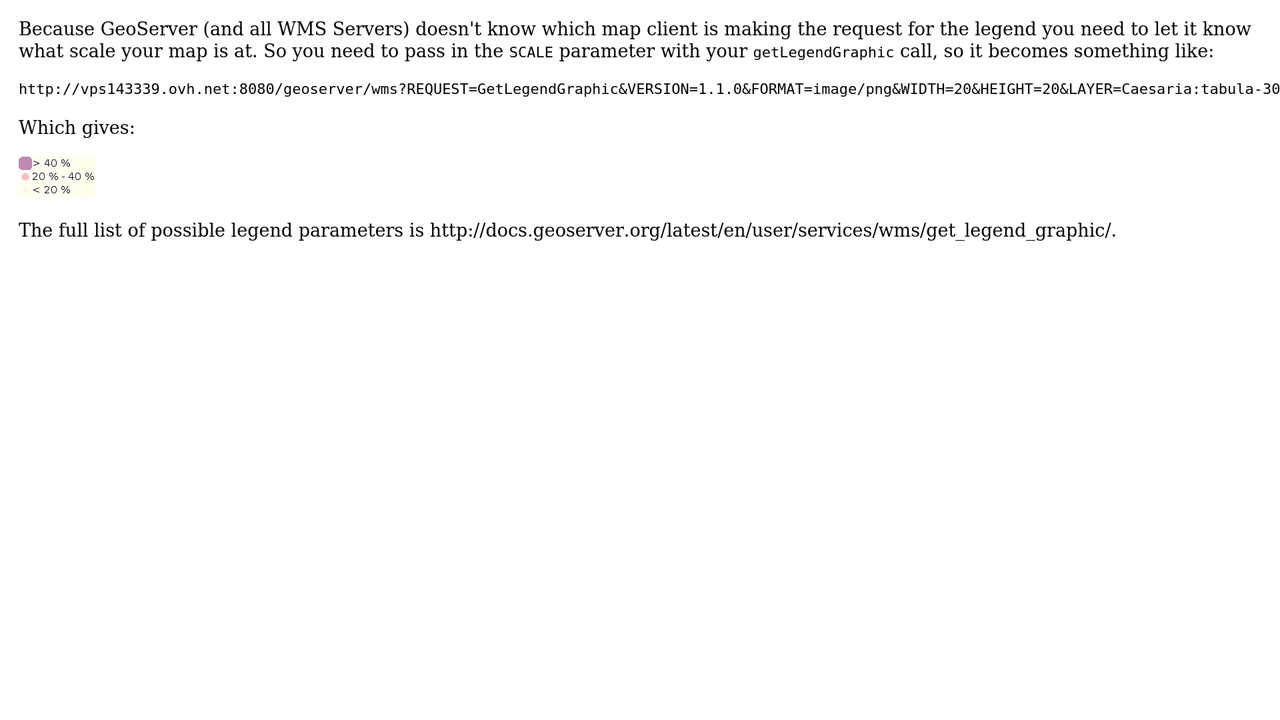 Because GeoServer (and all WMS Servers) doesn't know which map client is making the request for the legend you need to let it know
what scale your map is at. So you need to pass in the SCALE parameter with your getLegendGraphic call, so it becomes something like:
http://vps143339.ovh.net:8080/geoserver/wms?REQUEST=GetLegendGraphic&VERSION=1.1.0&FORMAT=image/png&WIDTH=20&HEIGHT=20&LAYER=Caesaria:tabula-30
Which gives:
> 40 %
20 % - 40 %
< 20 %
The full list of possible legend parameters is http://docs.geoserver.org/latest/en/user/services/wms/get_legend_graphic/.